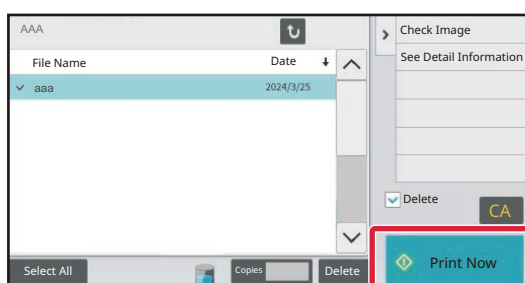 AAA
File Name Date
aaa 2024/3/25
Select All Copies Delete
Check Image
See Detail Information
Delete
CA
Print Now